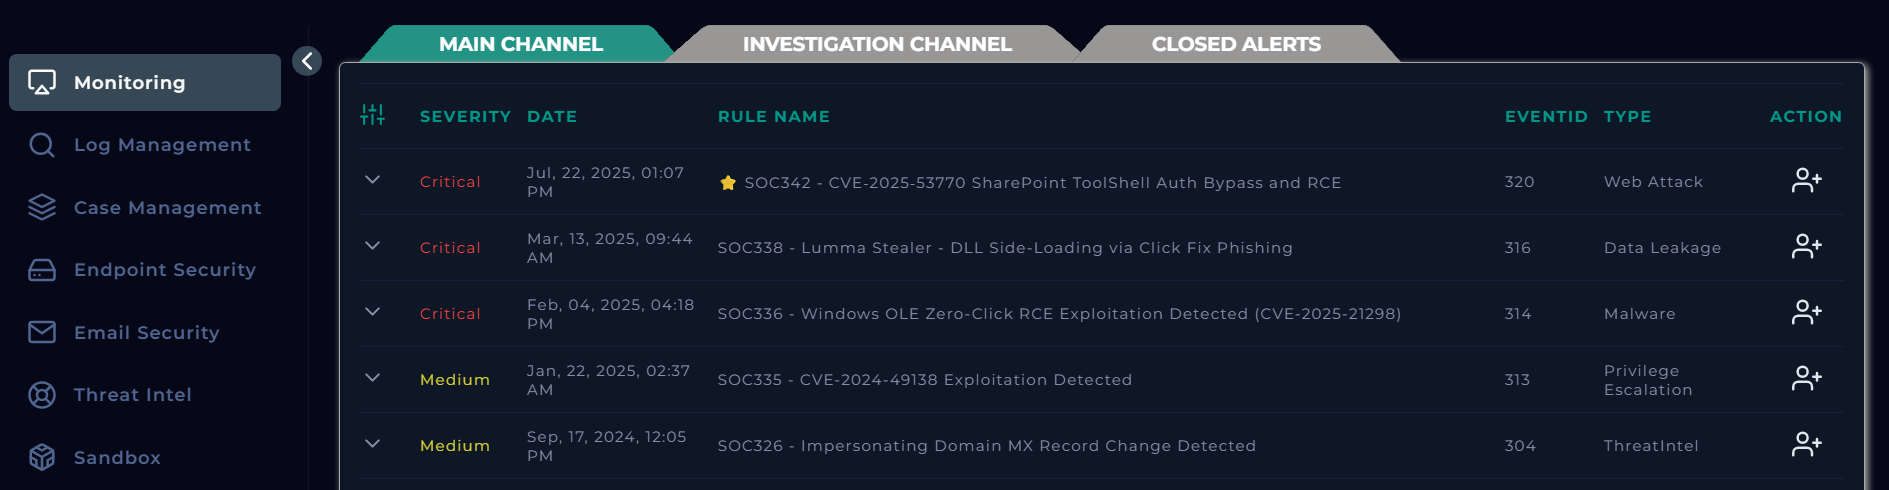 MAIN CHANNEL
INVESTIGATION CHANNEL
CLOSED ALERTS
Monitoring
Log Management
Case Management
Endpoint Security
Email Security
Threat Intel
Sandbox
SEVERITY DATE RULE NAME EVENTID TYPE ACTION
Critical
Jul, 22, 2025, 01:07
PM
SOC342 - CVE-2025-53770 SharePoint ToolShell Auth Bypass and RCE
320
Web Attack
Critical
Mar, 13, 2025, 09:44
AM
SOC338 - Lumma Stealer - DLL Side-Loading via Click Fix Phishing
316
Data Leakage
Critical
Feb, 04, 2025, 04:18
PM
SOC336 - Windows OLE Zero-Click RCE Exploitation Detected (CVE-2025-21298)
314
Malware
Medium
Jan, 22, 2025, 02:37
AM
SOC335 - CVE-2024-49138 Exploitation Detected
313
Privilege
Escalation
Medium
Sep, 17, 2024, 12:05
PM
SOC326 - Impersonating Domain MX Record Change Detected
304
ThreatIntel